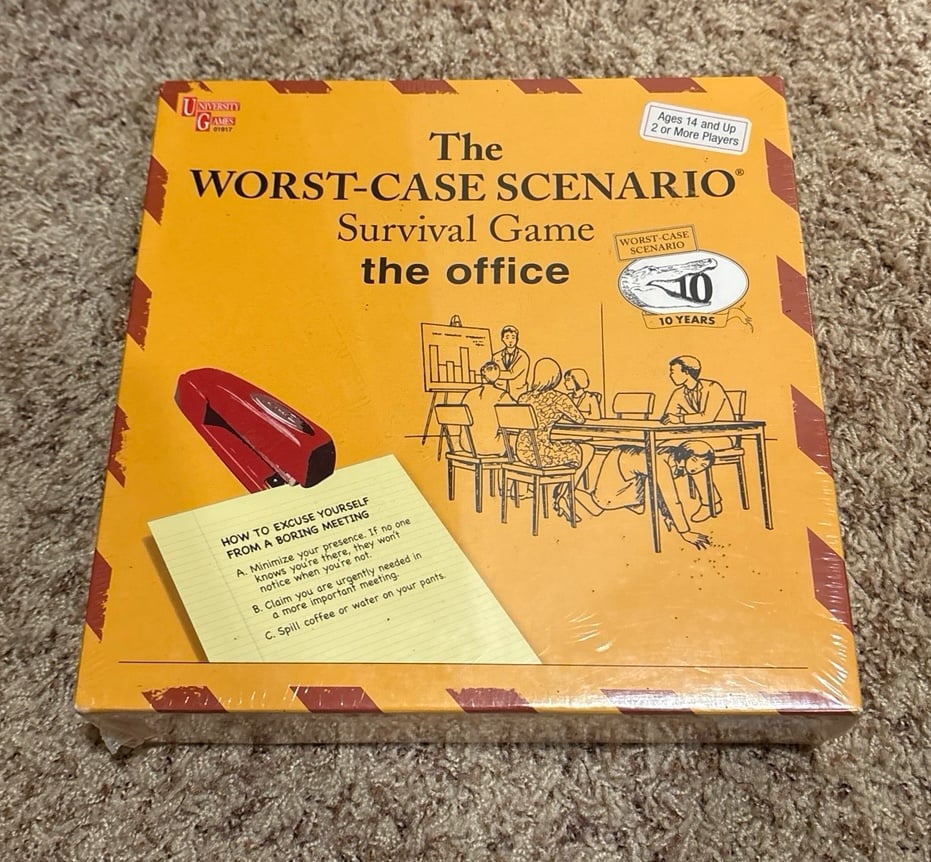 UNIVERSITY
GAMES
01917
Ages 14 and Up
2 or More Players
The
WORST-CASE SCENARIO®
Survival Game
the office
WORST-CASE
SCENARIO
10
10 YEARS
HOW TO EXCUSE YOURSELF
FROM A BORING MEETING
A. Minimize your presence. If no one
knows you're there, they won't
notice when you're not.
B. Claim you are urgently needed in
a more important meeting.
C. Spill coffee or water on your pants.